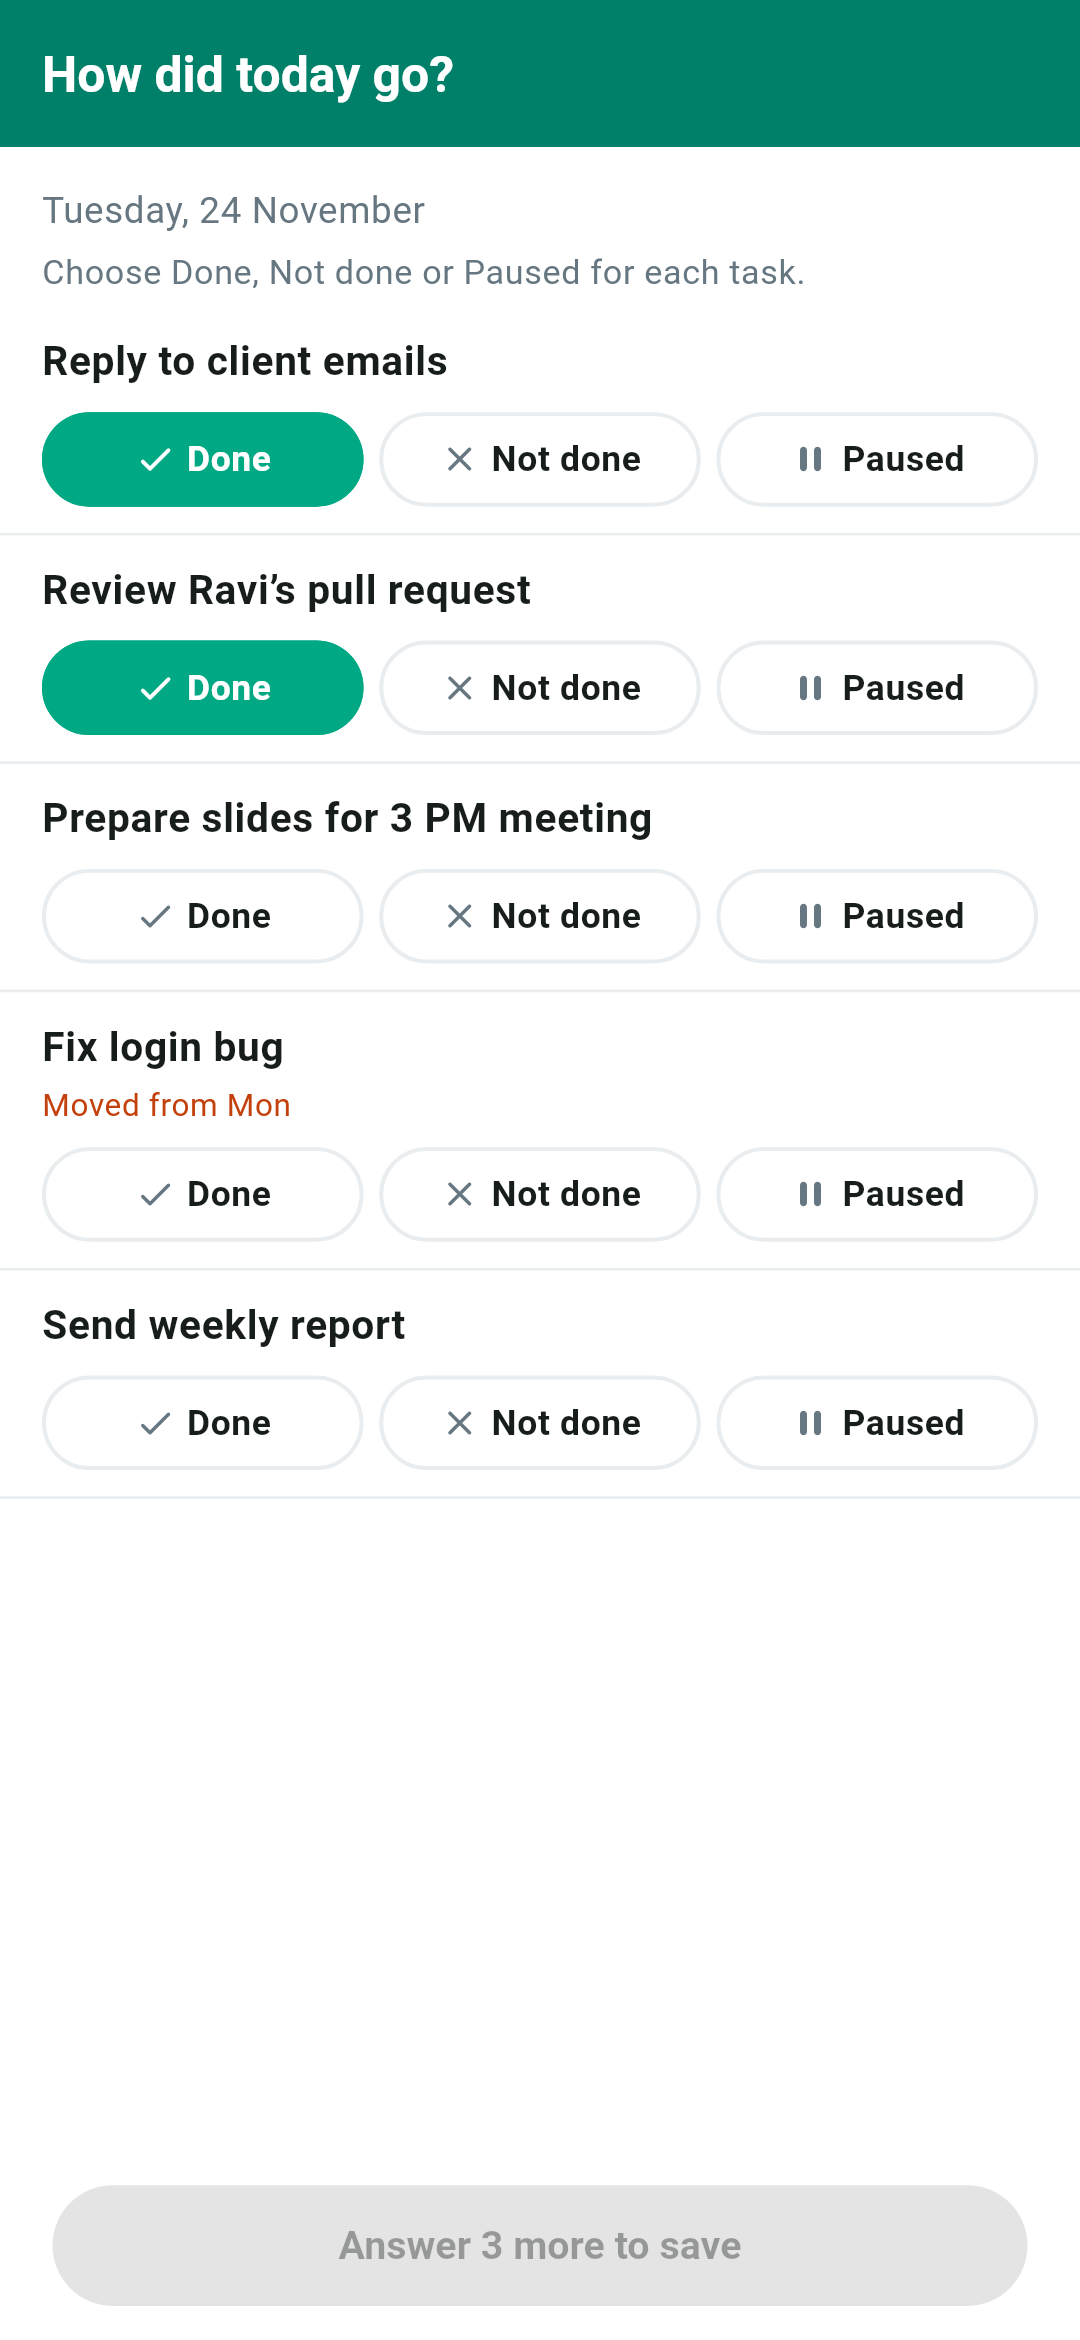 How did today go?
Tuesday, 24 November
Choose Done, Not done or Paused for each task.
Reply to client emails
Done Not done Paused
Review Ravi’s pull request
Done Not done Paused
Prepare slides for 3 PM meeting
Done Not done Paused
Fix login bug
Moved from Mon
Done Not done Paused
Send weekly report
Done Not done Paused
Answer 3 more to save